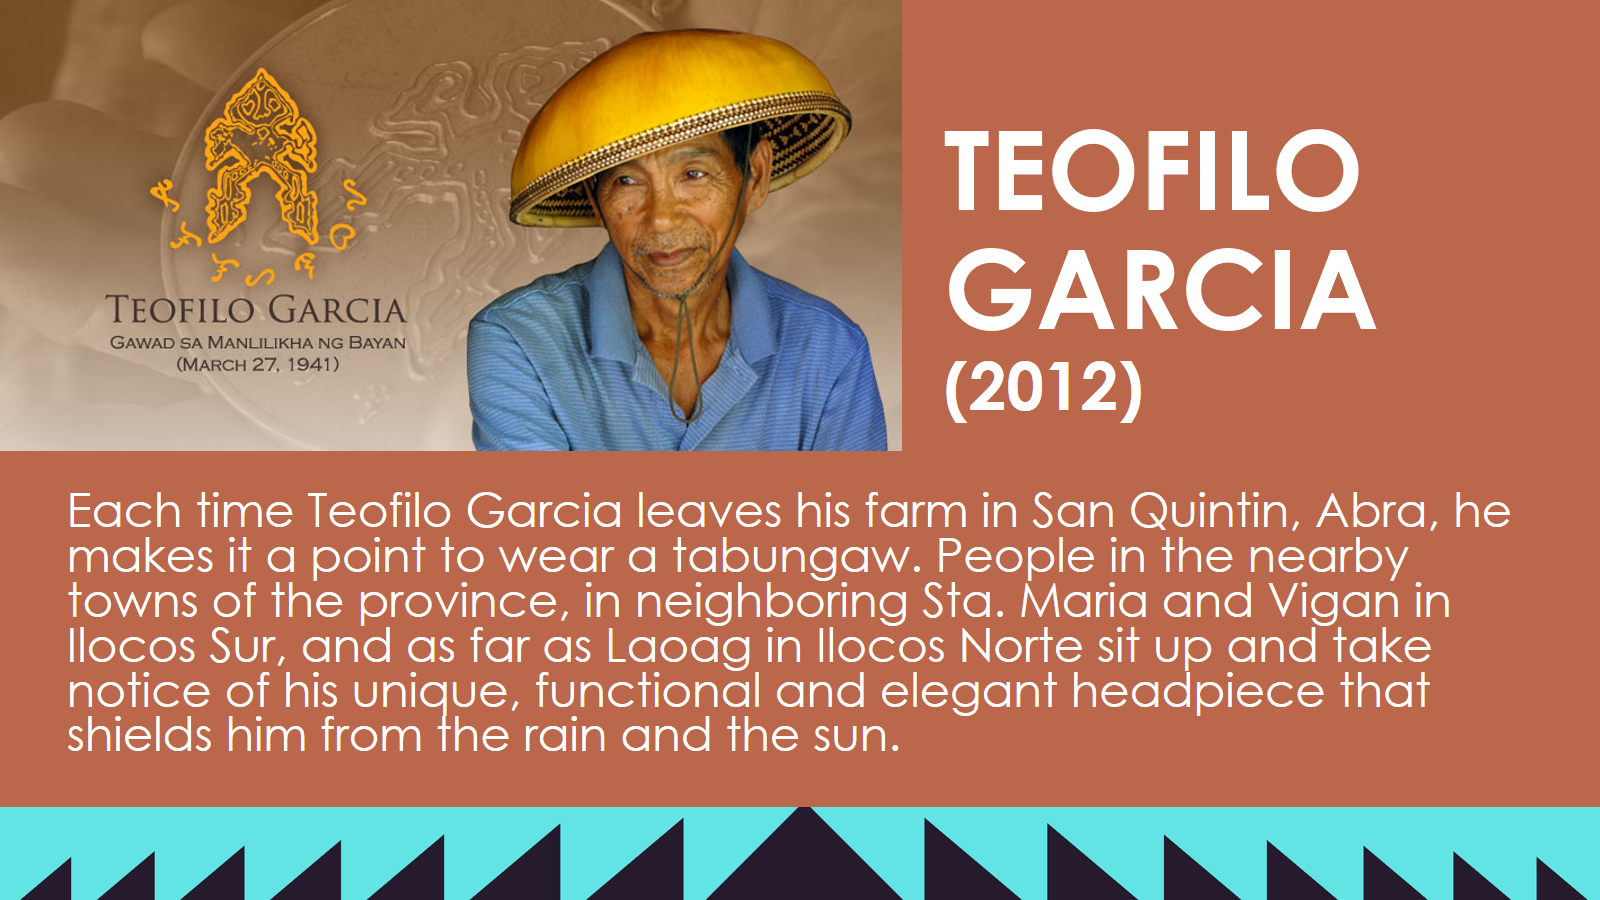 TEOFILO GARCIA
GAWAD SA MANLILIKHA NG BAYAN
(MARCH 27, 1941)
TEOFILO
GARCIA
(2012)
Each time Teofilo Garcia leaves his farm in San Quintin, Abra, he
makes it a point to wear a tabungaw. People in the nearby
towns of the province, in neighboring Sta. Maria and Vigan in
Ilocos Sur, and as far as Laoag in Ilocos Norte sit up and take
notice of his unique, functional and elegant headpiece that
shields him from the rain and the sun.